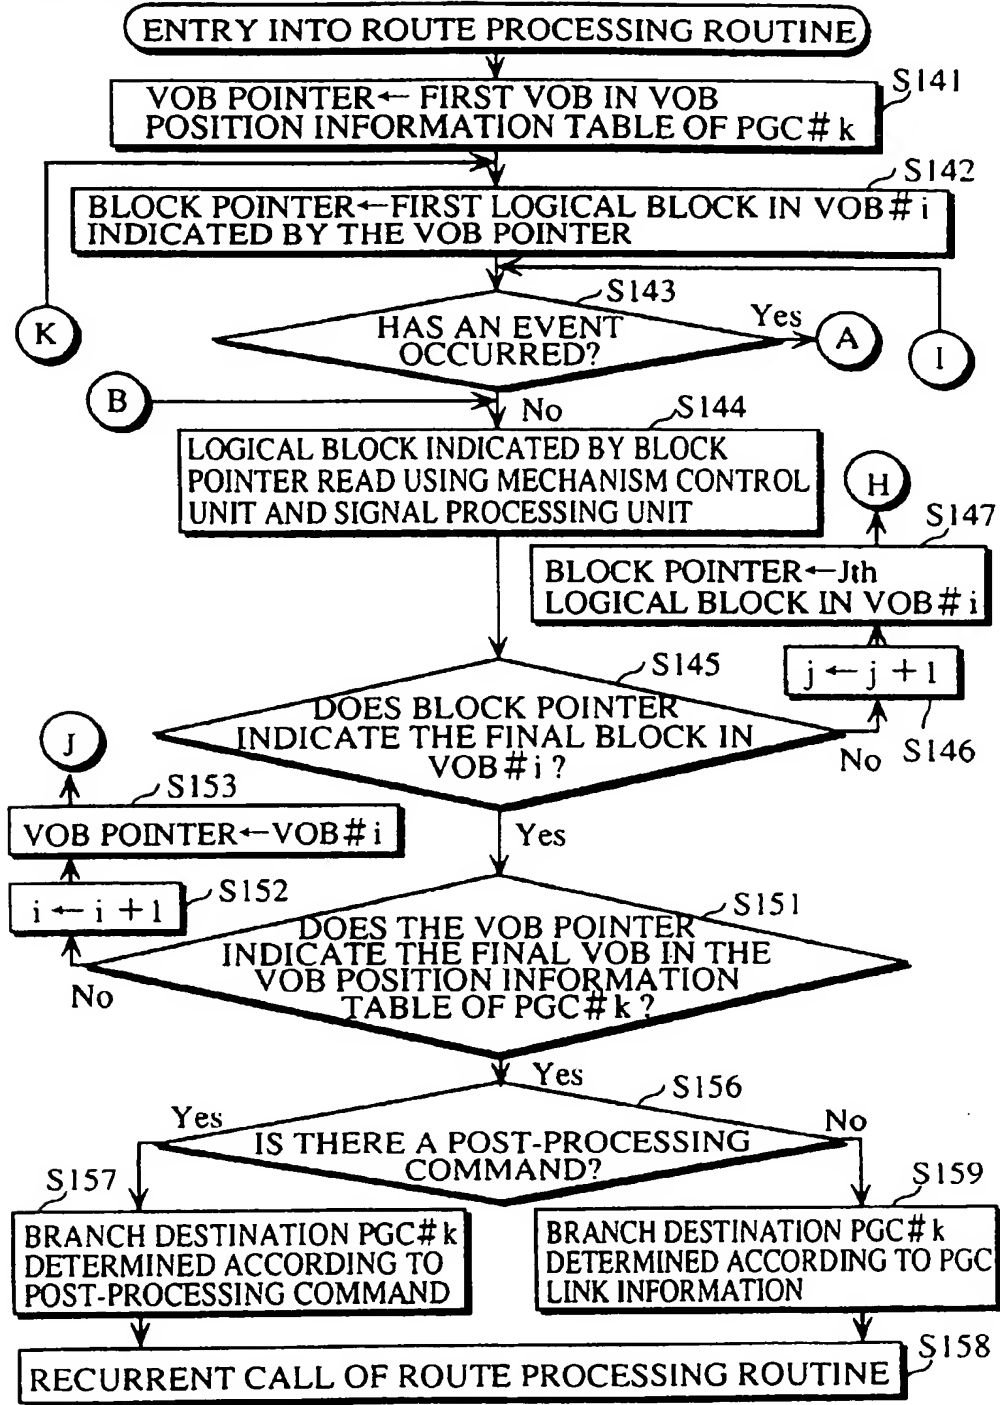 ENTRY INTO ROUTE PROCESSING ROUTINE
S141
VOB POINTER← FIRST VOB IN VOB
POSITION INFORMATION TABLE OF PGC# k
S142
BLOCK POINTER←FIRST LOGICAL BLOCK IN VOB# i
INDICATED BY THE VOB POINTER
S143
HAS AN EVENT
OCCURRED?
Yes
A
K
I
B
No
S144
LOGICAL BLOCK INDICATED BY BLOCK
POINTER READ USING MECHANISM CONTROL
UNIT AND SIGNAL PROCESSING UNIT
H
S147
BLOCK POINTER←Jth
LOGICAL BLOCK IN VOB# i
S145
j ← j + 1
DOES BLOCK POINTER
INDICATE THE FINAL BLOCK IN
VOB# i ?
No
S146
J
S153
VOB POINTER←VOB# i
Yes
S152
i ← i + 1
S151
DOES THE VOB POINTER
INDICATE THE FINAL VOB IN THE
VOB POSITION INFORMATION
TABLE OF PGC# k ?
No
Yes
S156
Yes
No
IS THERE A POST-PROCESSING
COMMAND?
S157
BRANCH DESTINATION PGC# k
DETERMINED ACCORDING TO
POST-PROCESSING COMMAND
S159
BRANCH DESTINATION PGC# k
DETERMINED ACCORDING TO PGC
LINK INFORMATION
S158
RECURRENT CALL OF ROUTE PROCESSING ROUTINE